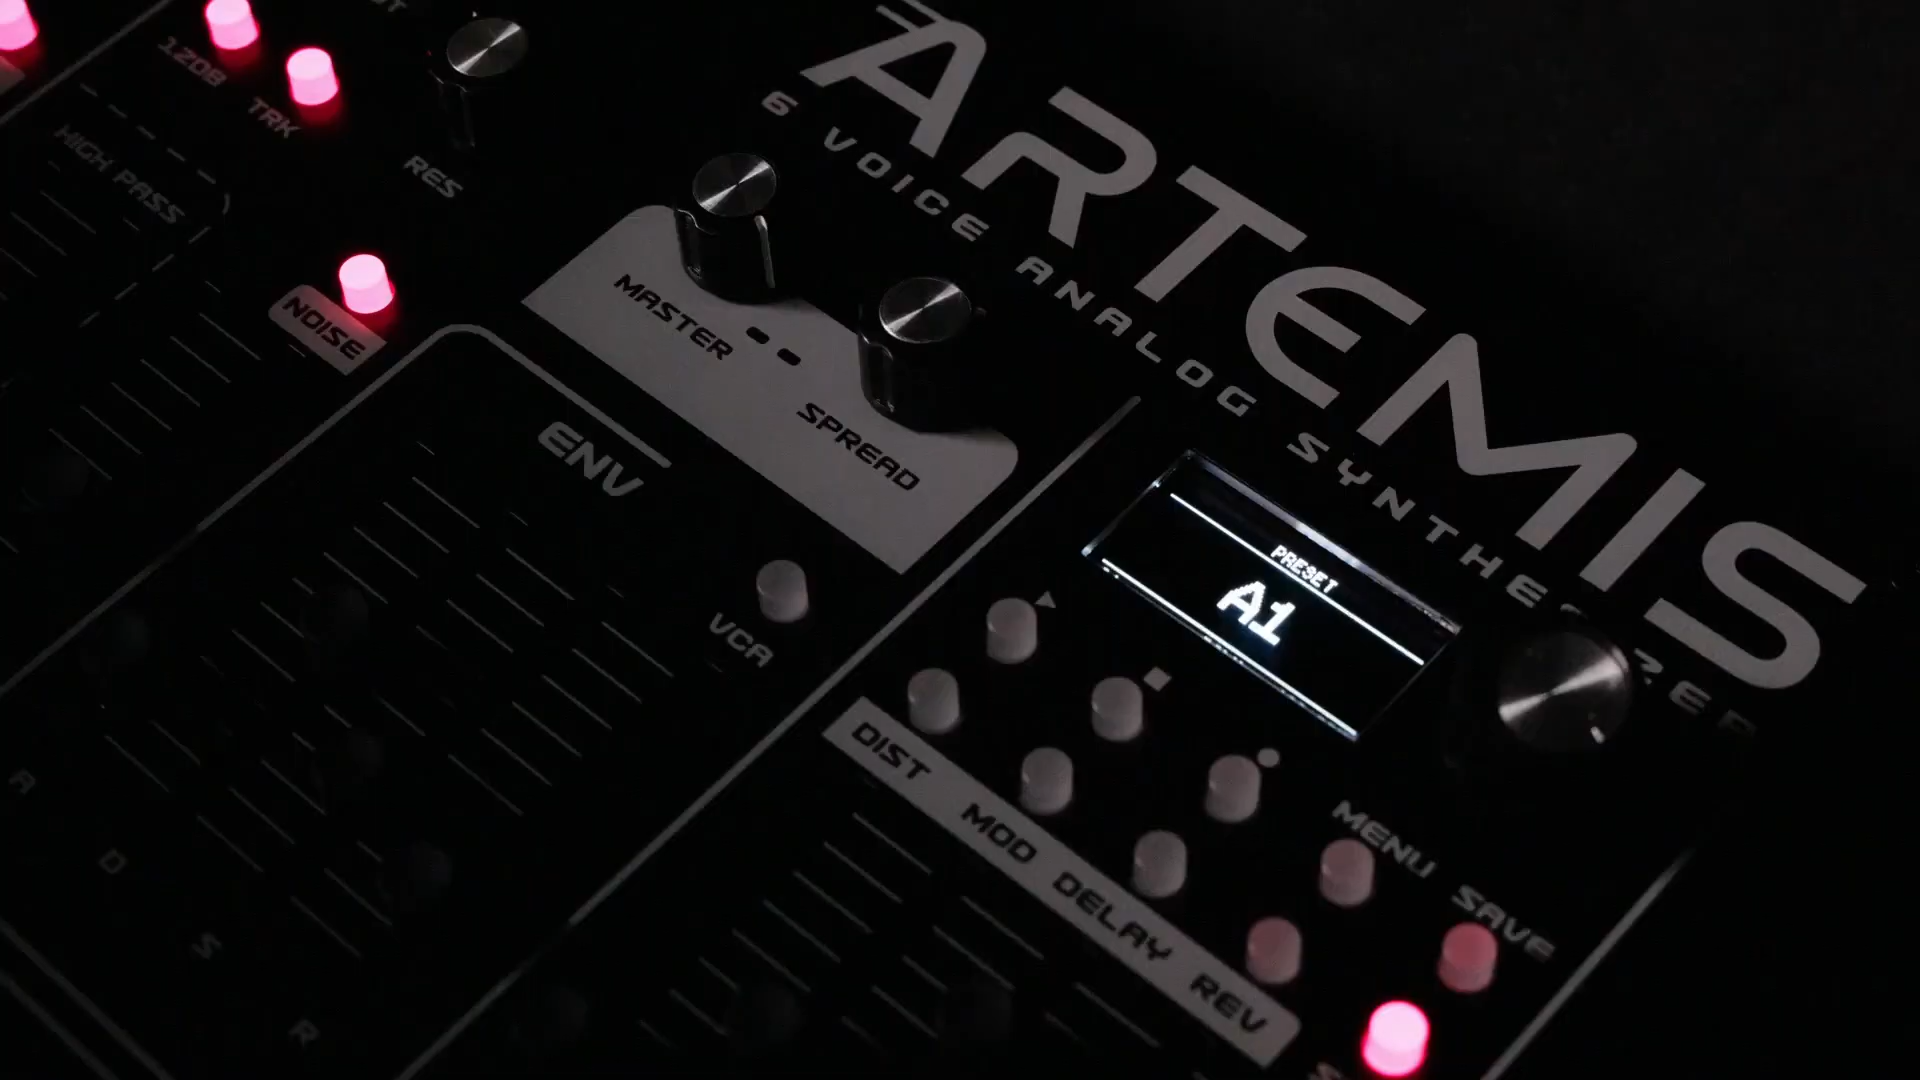 12DB
TRK
HIGH PASS
RES
NOISE
ARTEMIS
6 VOICE ANALOG SYNTHESIZER
MASTER
SPREAD
ENV
VCA
PRESET
A1
DIST MOD DELAY REV
MENU
SAVE
A
D
S
R